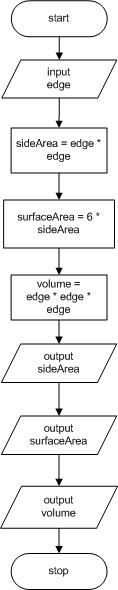 start
input
edge
sideArea = edge *
edge
surfaceArea = 6 *
sideArea
volume =
edge * edge *
edge
output
sideArea
output
surfaceArea
output
volume
stop